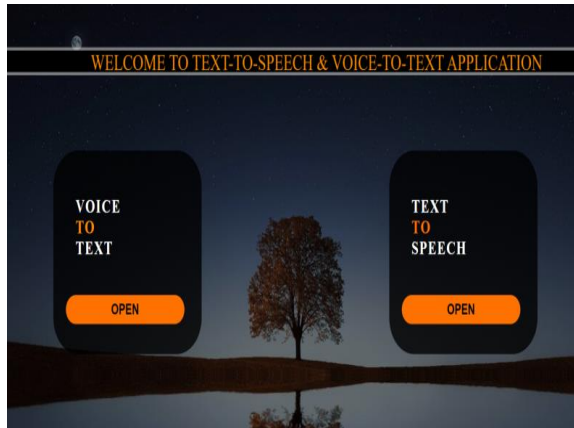 WELCOME TO TEXT-TO-SPEECH & VOICE-TO-TEXT APPLICATION
VOICE
TO
TEXT
OPEN
TEXT
TO
SPEECH
OPEN